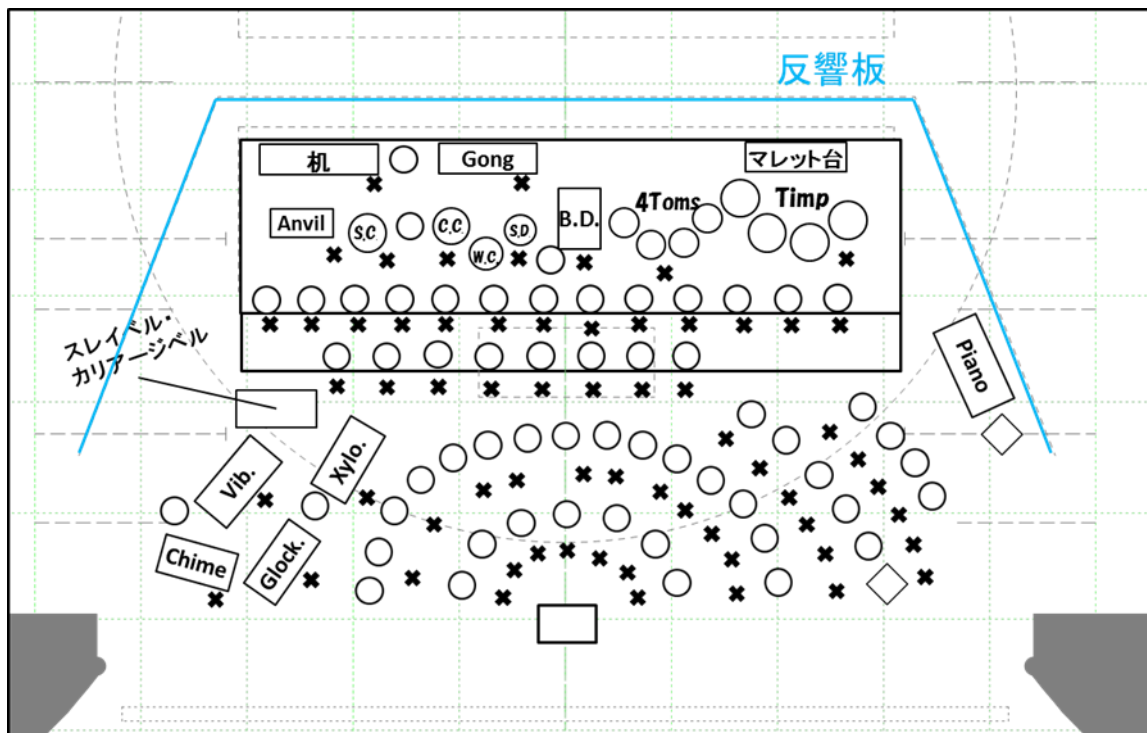 反響板
机
Gong
マレット台
Anvil
S.C.
C.C.
W.C.
S.D
B.D.
4Toms
Timp
スレイベル・
カリアージベル
Piano
Vib.
Xylo.
Chime
Glock.